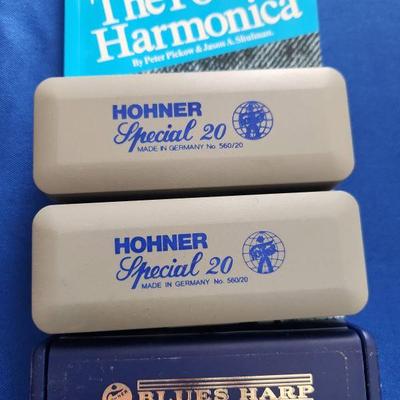 The
Harmonica
By Peter Pickow & Jason A. Shulman.
HOHNER
Special 20
MADE IN GERMANY No. 560/20
HOHNER
Special 20
MADE IN GERMANY No. 560/20
BLUES HARP